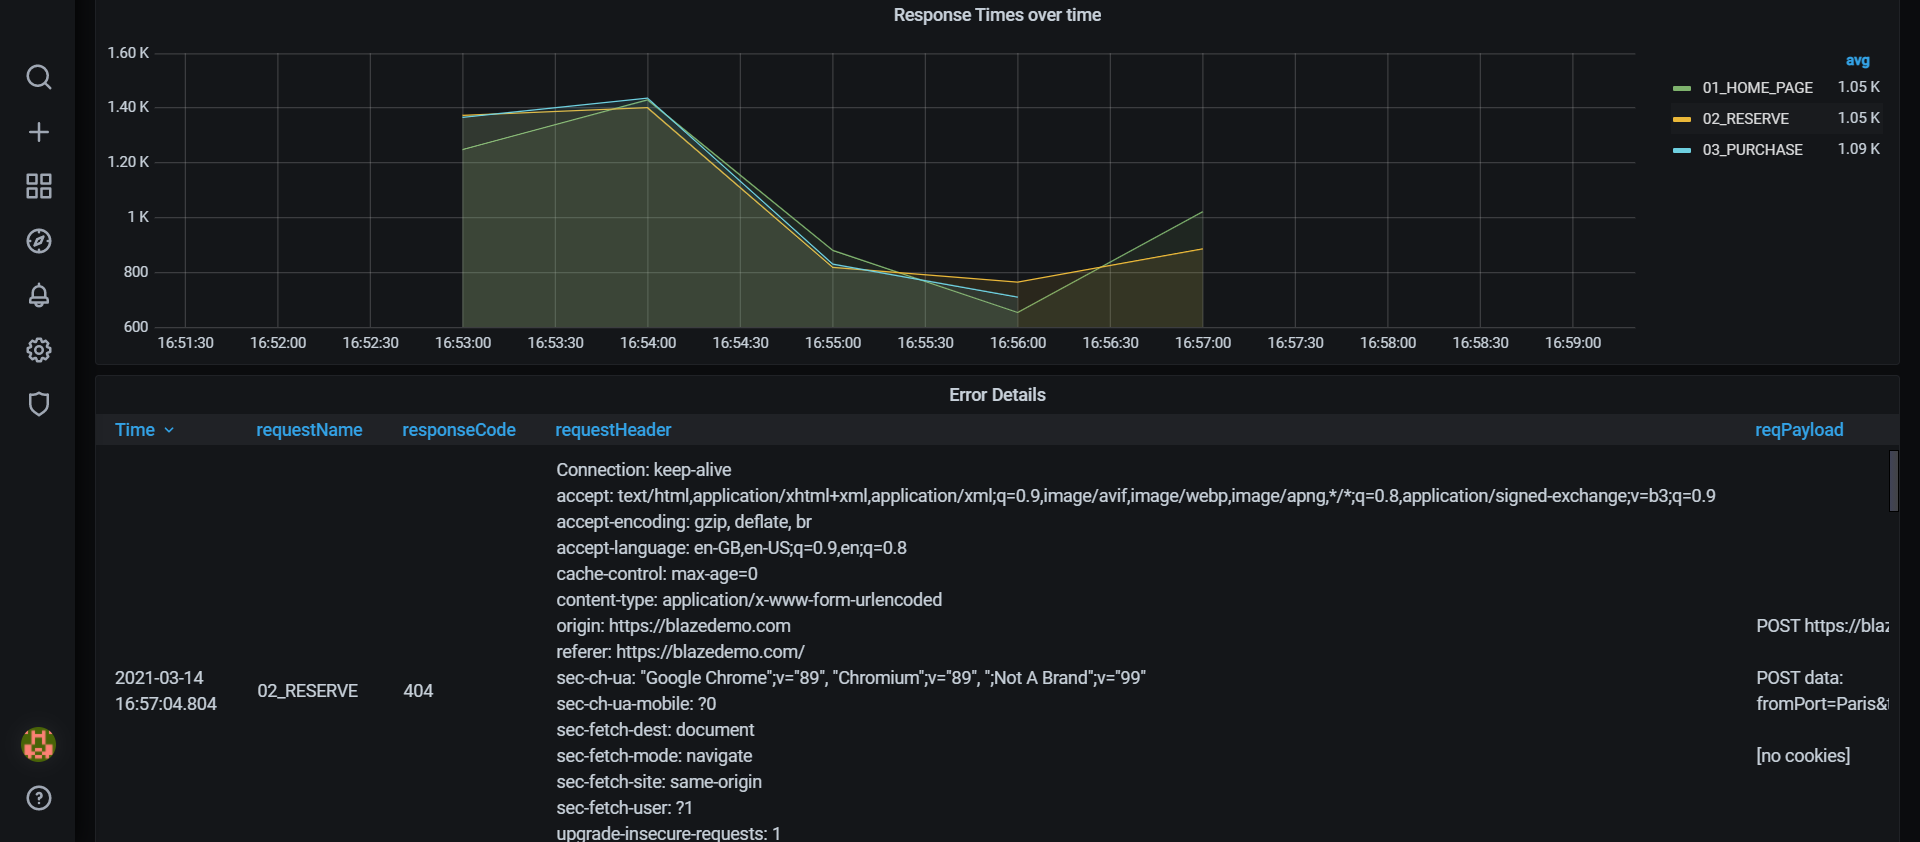 Response Times over time
1.60 K
1.40 K
1.20 K
1 K
800
600
16:51:30 16:52:00 16:52:30 16:53:00 16:53:30 16:54:00 16:54:30 16:55:00 16:55:30 16:56:00 16:56:30 16:57:00 16:57:30 16:58:00 16:58:30 16:59:00
avg
01_HOME_PAGE 1.05 K
02_RESERVE 1.05 K
03_PURCHASE 1.09 K
Error Details
Time requestName responseCode requestHeader reqPayload
2021-03-14
16:57:04.804
02_RESERVE
404
Connection: keep-alive
accept: text/html,application/xhtml+xml,application/xml;q=0.9,image/avif,image/webp,image/apng,*/*;q=0.8,application/signed-exchange;v=b3;q=0.9
accept-encoding: gzip, deflate, br
accept-language: en-GB,en-US;q=0.9,en;q=0.8
cache-control: max-age=0
content-type: application/x-www-form-urlencoded
origin: https://blazedemo.com
referer: https://blazedemo.com/
sec-ch-ua: "Google Chrome";v="89", "Chromium";v="89", ";Not A Brand";v="99"
sec-ch-ua-mobile: ?0
sec-fetch-dest: document
sec-fetch-mode: navigate
sec-fetch-site: same-origin
sec-fetch-user: ?1
upgrade-insecure-requests: 1
POST https://blaz
POST data:
fromPort=Paris&t
[no cookies]